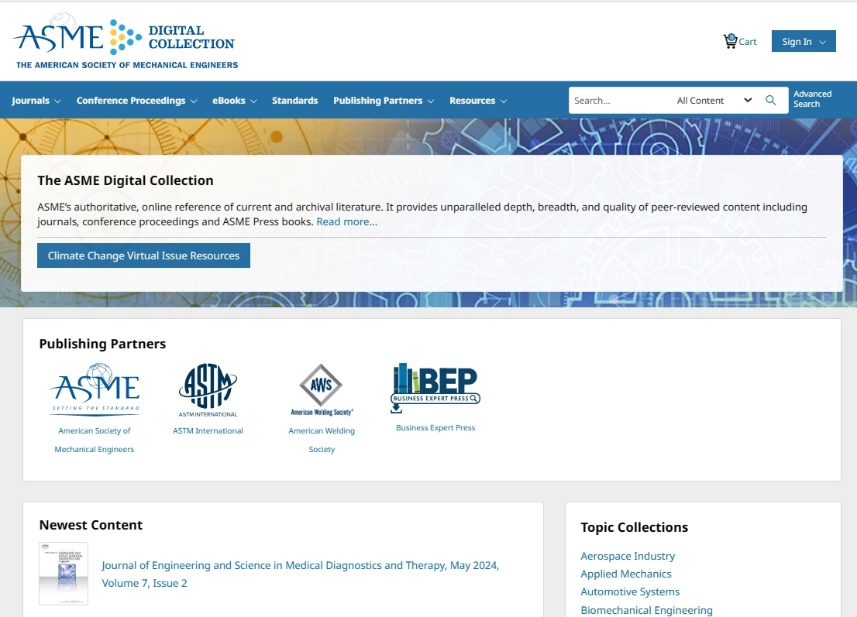 ASME DIGITAL
COLLECTION
THE AMERICAN SOCIETY OF MECHANICAL ENGINEERS
0 Cart
Sign In
Journals Conference Proceedings eBooks Standards Publishing Partners Resources
Search... All Content
Advanced
Search
The ASME Digital Collection
ASME's authoritative, online reference of current and archival literature. It provides unparalleled depth, breadth, and quality of peer-reviewed content including
journals, conference proceedings and ASME Press books. Read more...
Climate Change Virtual Issue Resources
Publishing Partners
ASME
SETTING THE STANDARD
American Society of
Mechanical Engineers
ASTM
ASTM INTERNATIONAL
ASTM International
AWS
American Welding Society®
American Welding
Society
BEP
BUSINESS EXPERT PRESS
Business Expert Press
Newest Content
Journal of Engineering and Science in Medical Diagnostics and Therapy, May 2024,
Volume 7, Issue 2
Topic Collections
Aerospace Industry
Applied Mechanics
Automotive Systems
Biomechanical Engineering